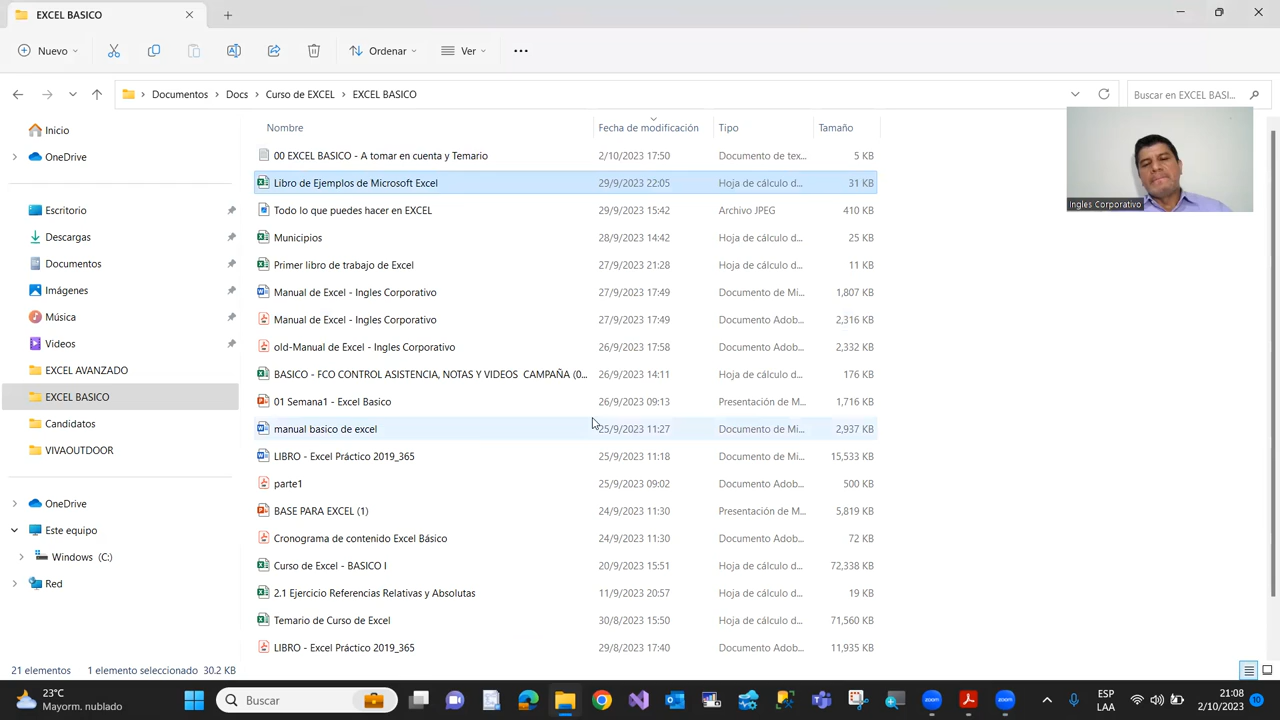 EXCEL BASICO
Nuevo
Ordenar
Ver
Documentos > Docs > Curso de EXCEL > EXCEL BASICO
Buscar en EXCEL BASI...
Nombre Fecha de modificación Tipo Tamaño
Inicio
OneDrive
Escritorio
Descargas
Documentos
Imágenes
Música
Videos
EXCEL AVANZADO
EXCEL BASICO
Candidatos
VIVAOUTDOOR
OneDrive
Este equipo
Windows (C:)
Red
00 EXCEL BASICO - A tomar en cuenta y Temario 2/10/2023 17:50 Documento de tex... 5 KB
Libro de Ejemplos de Microsoft Excel 29/9/2023 22:05 Hoja de cálculo d... 31 KB
Todo lo que puedes hacer en EXCEL 29/9/2023 15:42 Archivo JPEG 410 KB
Municipios 28/9/2023 14:42 Hoja de cálculo d... 25 KB
Primer libro de trabajo de Excel 27/9/2023 21:28 Hoja de cálculo d... 11 KB
Manual de Excel - Ingles Corporativo 27/9/2023 17:49 Documento de Mi... 1,807 KB
Manual de Excel - Ingles Corporativo 27/9/2023 17:49 Documento Adob... 2,316 KB
old-Manual de Excel - Ingles Corporativo 26/9/2023 17:58 Documento Adob... 2,332 KB
BASICO - FCO CONTROL ASISTENCIA, NOTAS Y VIDEOS CAMPAÑA (0... 26/9/2023 14:11 Hoja de cálculo d... 176 KB
01 Semana1 - Excel Basico 26/9/2023 09:13 Presentación de M... 1,716 KB
manual basico de excel 25/9/2023 11:27 Documento de Mi... 2,937 KB
LIBRO - Excel Práctico 2019_365 25/9/2023 11:18 Documento de Mi... 15,533 KB
parte1 25/9/2023 09:02 Documento Adob... 500 KB
BASE PARA EXCEL (1) 24/9/2023 11:30 Presentación de M... 5,819 KB
Cronograma de contenido Excel Básico 24/9/2023 11:30 Documento Adob... 72 KB
Curso de Excel - BASICO I 20/9/2023 15:51 Hoja de cálculo d... 72,338 KB
2.1 Ejercicio Referencias Relativas y Absolutas 11/9/2023 20:57 Hoja de cálculo d... 19 KB
Temario de Curso de Excel 30/8/2023 15:50 Hoja de cálculo d... 71,560 KB
LIBRO - Excel Práctico 2019_365 29/8/2023 17:40 Documento Adob... 11,935 KB
Ingles Corporativo
21 elementos 1 elemento seleccionado 30.2 KB
23°C
Mayorm. nublado
Buscar
ESP
LAA
21:08
2/10/2023